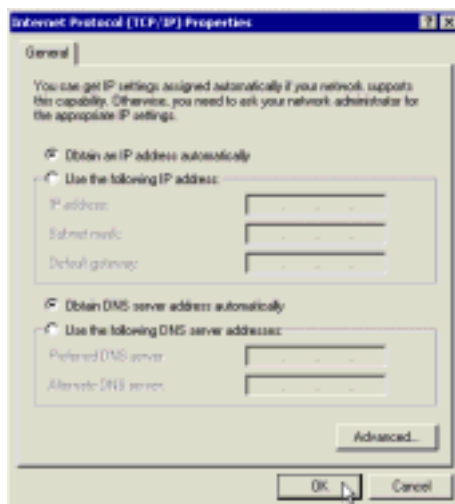 Internet Protocol (TCP/IP) Properties
General
You can get IP settings assigned automatically if your network supports
this capability. Otherwise, you need to ask your network administrator for
the appropriate IP settings.
Obtain an IP address automatically
Use the following IP address:
IP address:
Subnet mask:
Default gateway:
Obtain DNS server address automatically
Use the following DNS server addresses:
Preferred DNS server:
Alternate DNS server:
Advanced...
OK Cancel